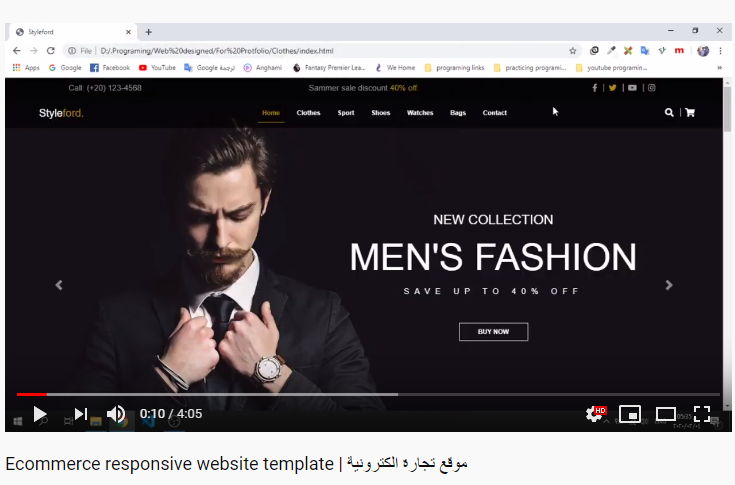 Styleford
File | D:/.Programing/Web%20designed/For%20Protfolio/Clothes/index.html
Apps Google Facebook YouTube ترجمة Google Anghami Fantasy Premier Lea... We Home programing links practicing programi... youtube programin... »
Call (+20) 123-4568 Sammer sale discount 40% off
Styleford. Home Clothes Sport Shoes Watches Bags Contact
NEW COLLECTION
MEN'S FASHION
SAVE UP TO 40% OFF
BUY NOW
0:10 / 4:05 HD
Ecommerce responsive website template | موقع تجارة الكترونية